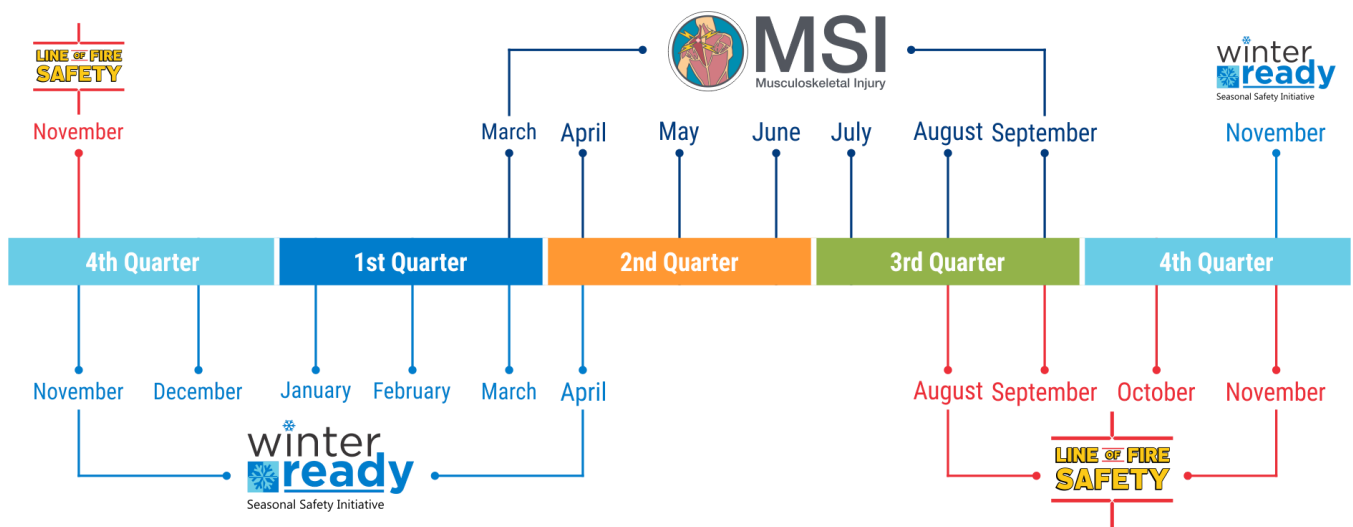 LINE OF FIRE
SAFETY
MSI
Musculoskeletal Injury
winter
ready
Seasonal Safety Initiative
November
March
April
May
June
July
August
September
November
4th Quarter
1st Quarter
2nd Quarter
3rd Quarter
4th Quarter
November
December
January
February
March
April
August
September
October
November
winter
ready
Seasonal Safety Initiative
LINE OF FIRE
SAFETY